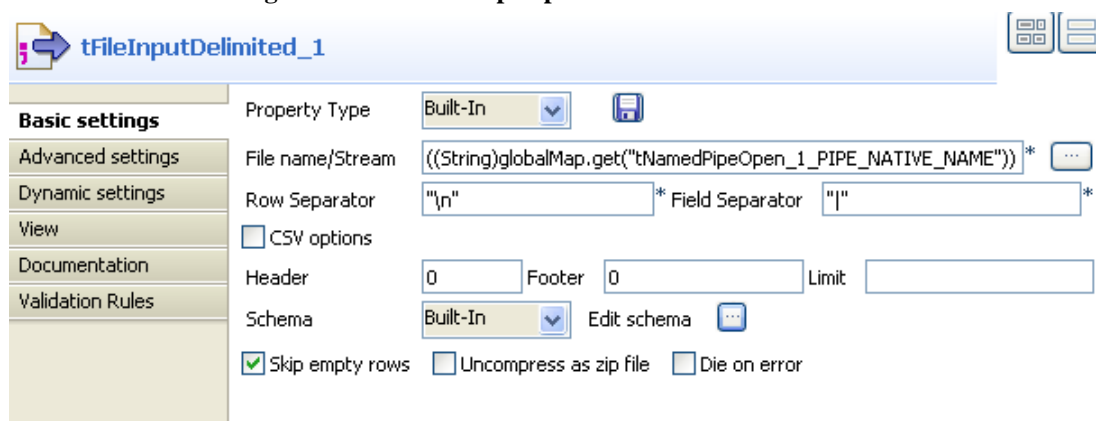 tFileInputDelimited_1
Basic settings
Advanced settings
Dynamic settings
View
Documentation
Validation Rules
Property Type Built-In
File name/Stream ((String)globalMap.get("tNamedPipeOpen_1_PIPE_NATIVE_NAME")) * ...
Row Separator "\n" * Field Separator "|" *
CSV options
Header 0 Footer 0 Limit
Schema Built-In Edit schema ...
Skip empty rows Uncompress as zip file Die on error